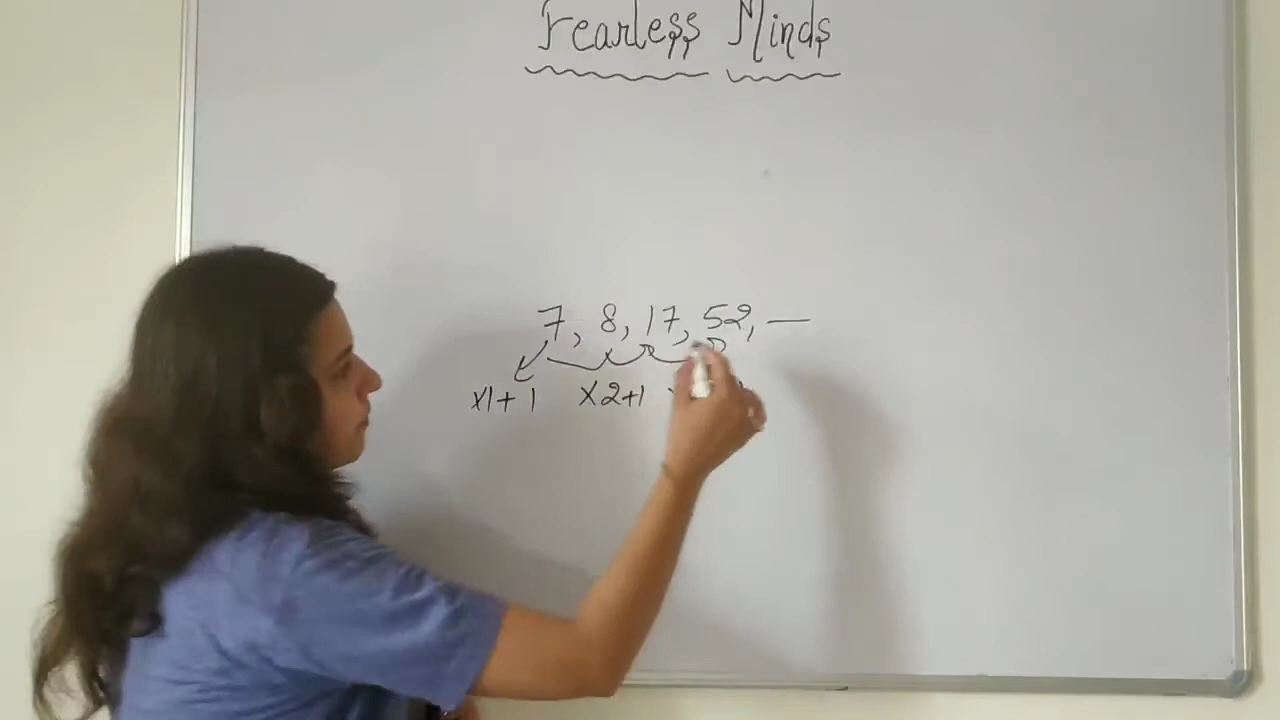 Fearless Minds
7, 8, 17, 52, —
x1+1 x2+1